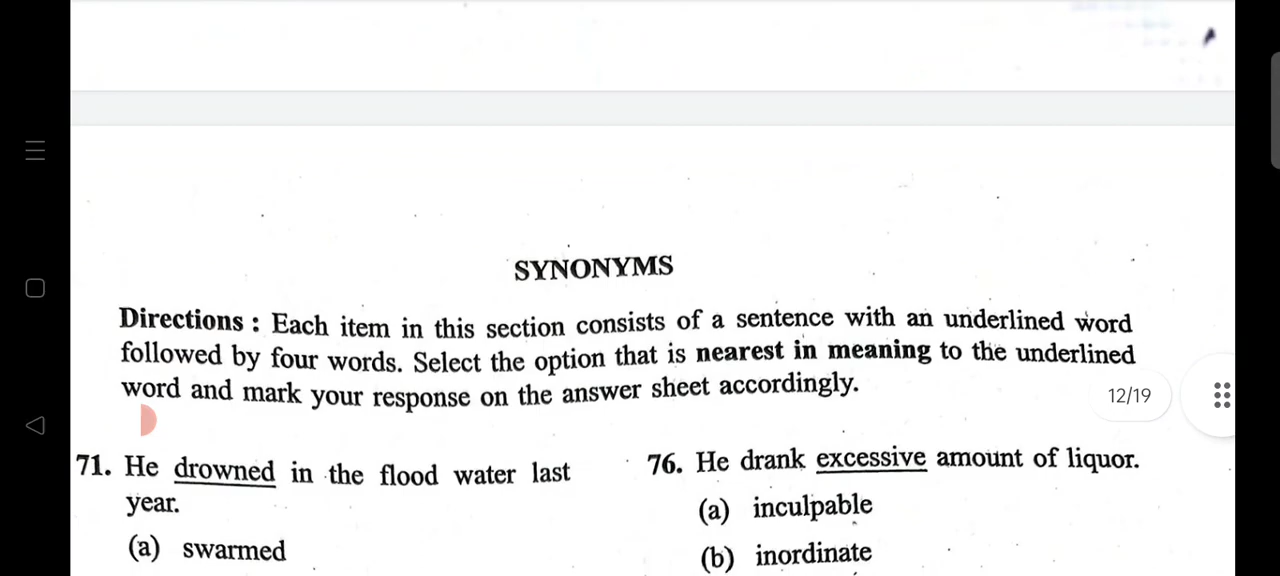 SYNONYMS
Directions : Each item in this section consists of a sentence with an underlined word
followed by four words. Select the option that is nearest in meaning to the underlined
word and mark your response on the answer sheet accordingly.
12/19
71. He drowned in the flood water last
year.
(a) swarmed
76. He drank excessive amount of liquor.
(a) inculpable
(b) inordinate